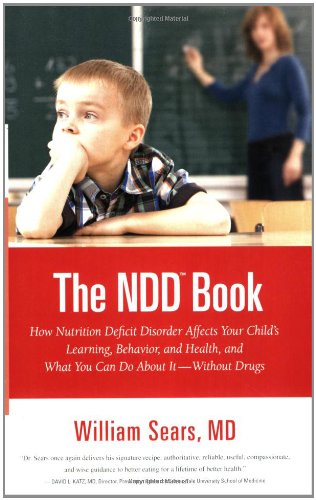 The NDD™ Book
How Nutrition Deficit Disorder Affects Your Child's
Learning, Behavior, and Health, and
What You Can Do About It—Without Drugs
William Sears, MD
"Dr. Sears once again delivers his signature recipe, authoritative, reliable, useful, compassionate,
and wise guidance to better eating for a lifetime of better health."
—DAVID L. KATZ, MD, Director, Yale University School of Medicine
Copyrighted Material